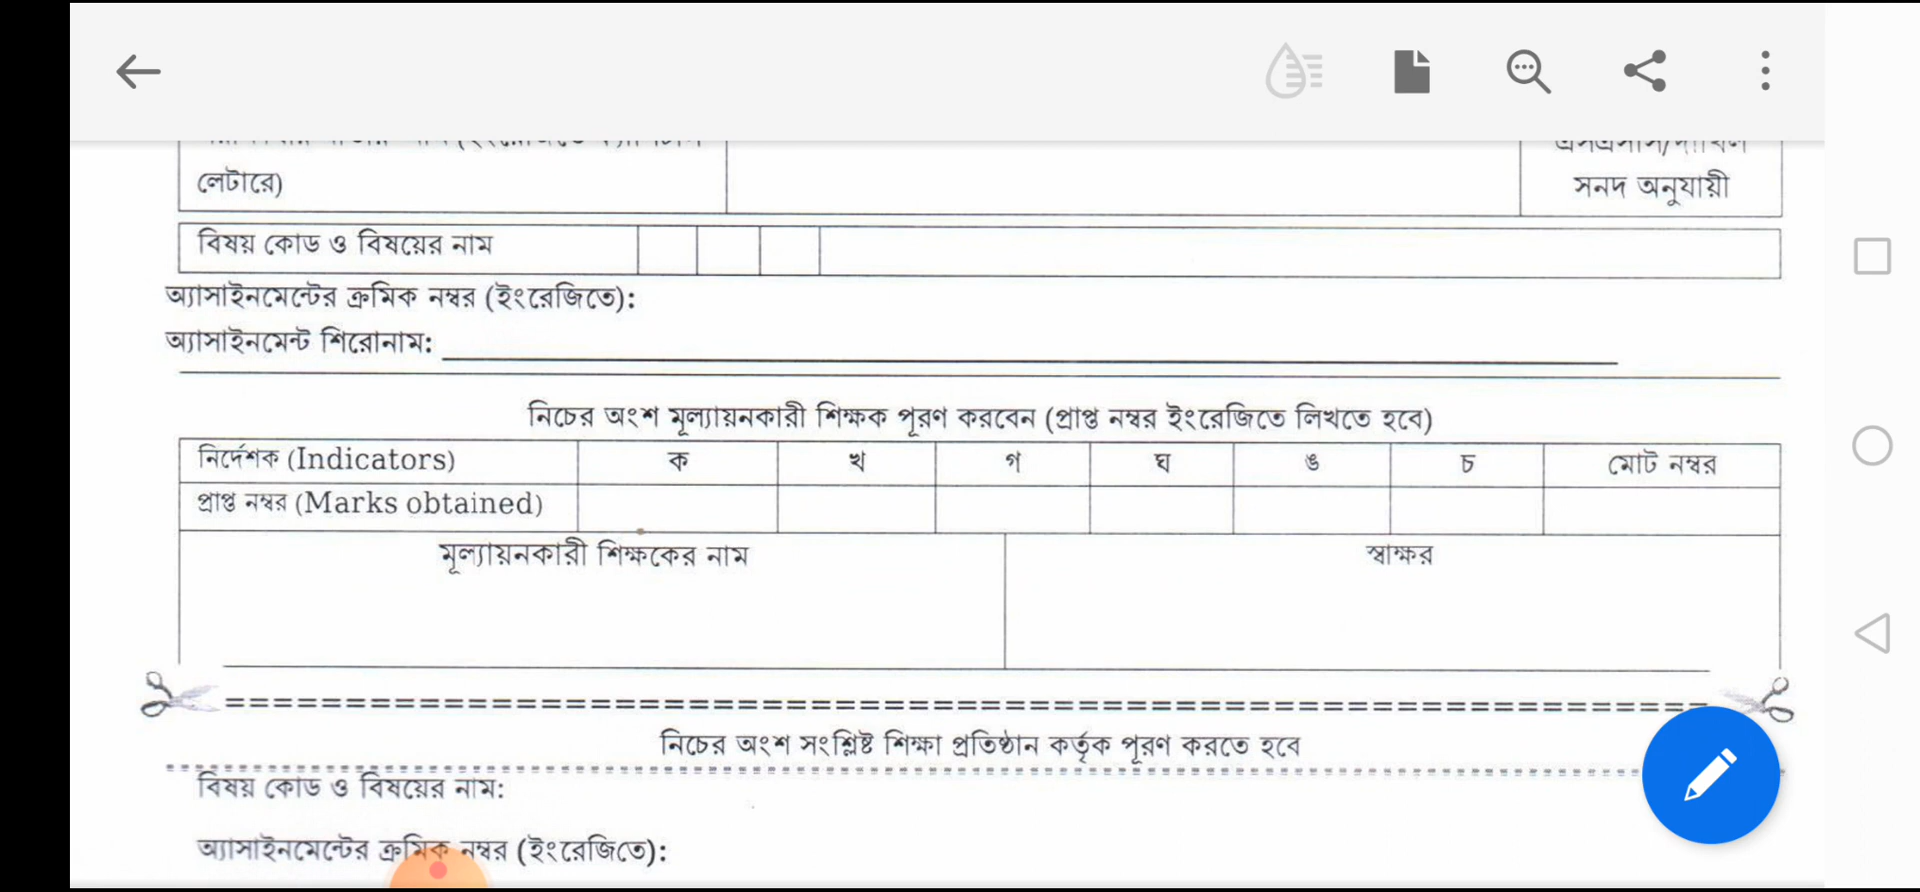 লেটারে)
সনদ অনুযায়ী
বিষয় কোড ও বিষয়ের নাম
অ্যাসাইনমেন্টের ক্রমিক নম্বর (ইংরেজিতে):
অ্যাসাইনমেন্ট শিরোনাম:
নিচের অংশ মূল্যায়নকারী শিক্ষক পূরণ করবেন (প্রাপ্ত নম্বর ইংরেজিতে লিখতে হবে)
নির্দেশক (Indicators) ক খ গ ঘ ঙ চ মোট নম্বর
প্রাপ্ত নম্বর (Marks obtained)
মূল্যায়নকারী শিক্ষকের নাম স্বাক্ষর
নিচের অংশ সংশ্লিষ্ট শিক্ষা প্রতিষ্ঠান কর্তৃক পূরণ করতে হবে
বিষয় কোড ও বিষয়ের নাম:
অ্যাসাইনমেন্টের ক্রমিক নম্বর (ইংরেজিতে):